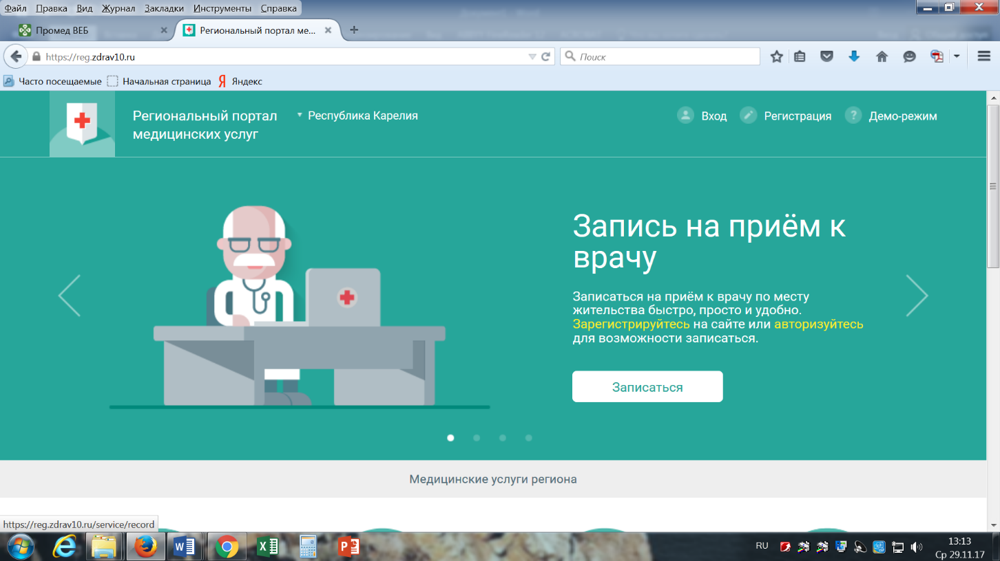 Файл Правка Вид Журнал Закладки Инструменты Справка
Промед ВЕБ
Региональный портал ме...
https://reg.zdrav10.ru
Поиск
Часто посещаемые Начальная страница Яндекс
Региональный портал
медицинских услуг
Республика Карелия
Вход Регистрация ? Демо-режим
Запись на приём к
врачу
Записаться на приём к врачу по месту
жительства быстро, просто и удобно.
Зарегистрируйтесь на сайте или авторизуйтесь
для возможности записаться.
Записаться
Медицинские услуги региона
https://reg.zdrav10.ru/service/record
RU
13:13
Ср 29.11.17